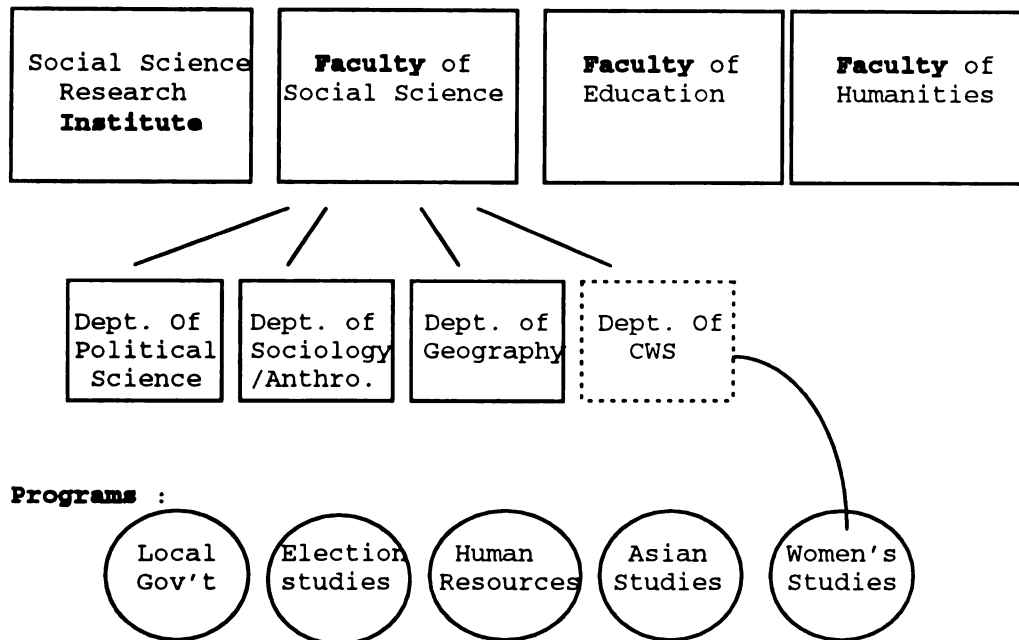 Social Science
Research
Institute
Faculty of
Social Science
Faculty of
Education
Faculty of
Humanities
Dept. Of
Political
Science
Dept. of
Sociology
/Anthro.
Dept. of
Geography
Dept. Of
CWS
Programs :
Local
Gov't
Election
studies
Human
Resources
Asian
Studies
Women's
Studies